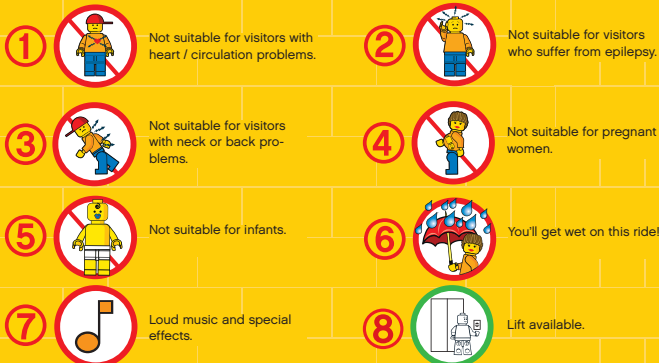 1
Not suitable for visitors with
heart / circulation problems.
2
Not suitable for visitors
who suffer from epilepsy.
3
Not suitable for visitors
with neck or back pro-
blems.
4
Not suitable for pregnant
women.
5
Not suitable for infants.
6
You'll get wet on this ride!
7
Loud music and special
effects.
8
Lift available.